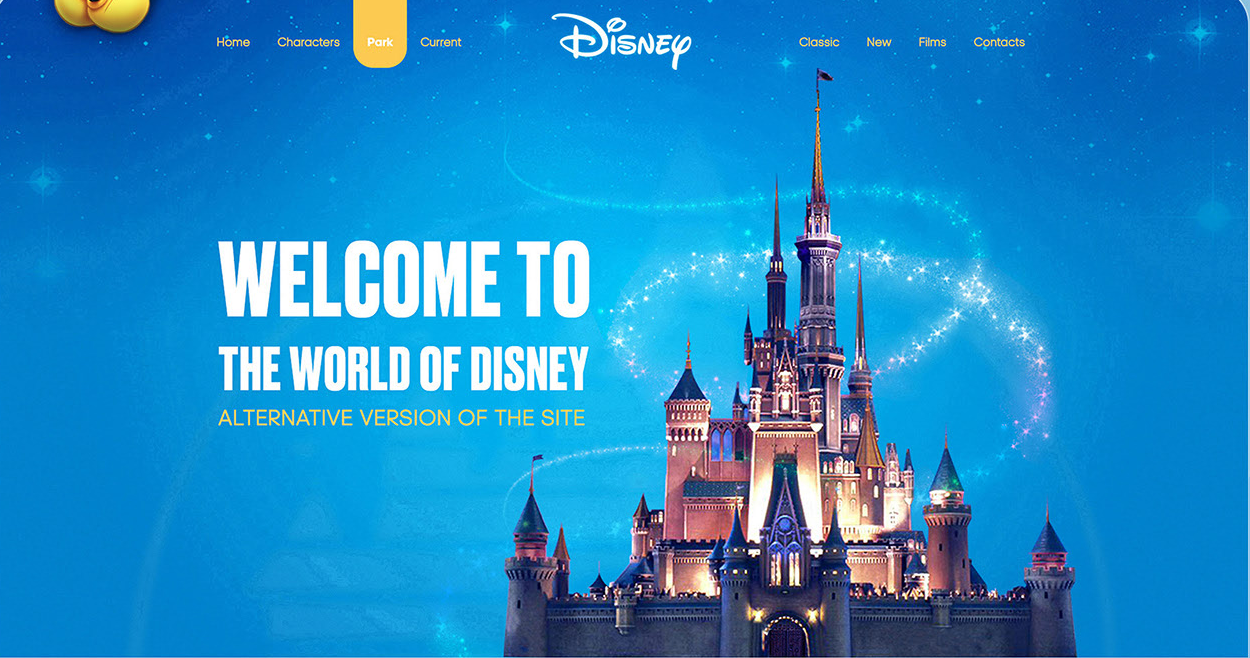 Home Characters Park Current Disney Classic New Films Contacts
WELCOME TO
THE WORLD OF DISNEY
ALTERNATIVE VERSION OF THE SITE